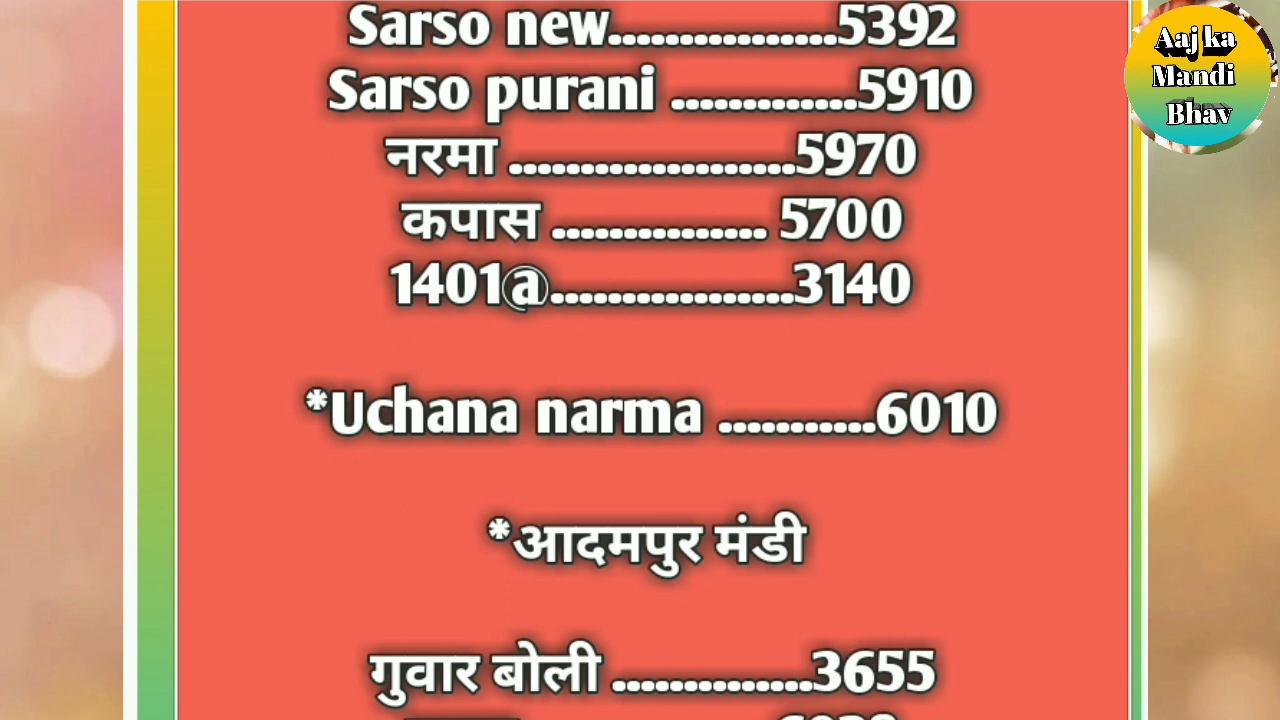 Sarso new................5392
Sarso purani .............5910
नरमा ....................5970
कपास ............... 5700
1401@.................3140
*Uchana narma ...........6010
*आदमपुर मंडी
गुवार बोली ..............3655
Aaj ka
Mandi
Bhav